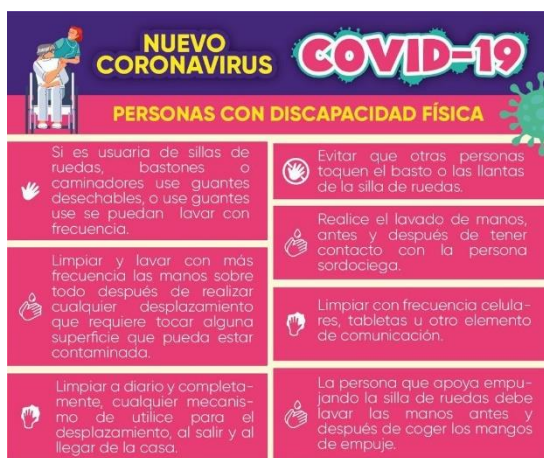 NUEVO
CORONAVIRUS
COVID-19
PERSONAS CON DISCAPACIDAD FÍSICA
Si es usuaria de sillas de
ruedas, bastones o
caminadores use guantes
desechables, o use guantes
use se puedan lavar con
frecuencia.
Limpiar y lavar con más
frecuencia las manos sobre
todo después de realizar
cualquier desplazamiento
que requiere tocar alguna
superficie que pueda estar
contaminada.
Limpiar a diario y completa-
mente, cualquier mecanis-
mo de utilice para el
desplazamiento, al salir y al
llegar de la casa.
Evitar que otras personas
toquen el basto o las llantas
de la silla de ruedas.
Realice el lavado de manos,
antes y después de tener
contacto con la persona
sordociega.
Limpiar con frecuencia celula-
res, tabletas u otro elemento
de comunicación.
La persona que apoya empu-
jando la silla de ruedas debe
lavar las manos antes y
después de coger los mangos
de empuje.